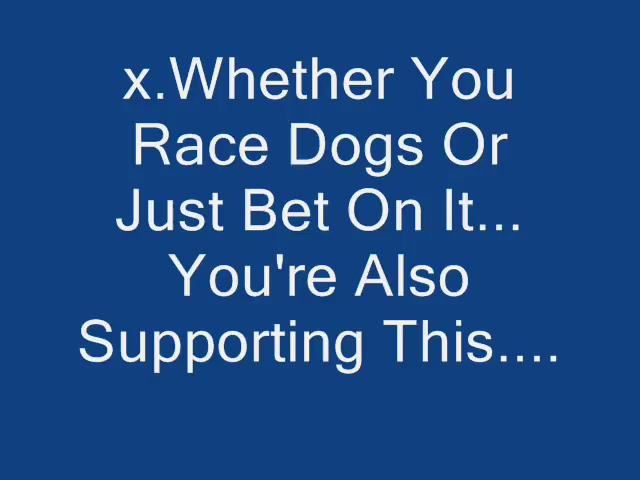 x.Whether You
Race Dogs Or
Just Bet On It...
You're Also
Supporting This....